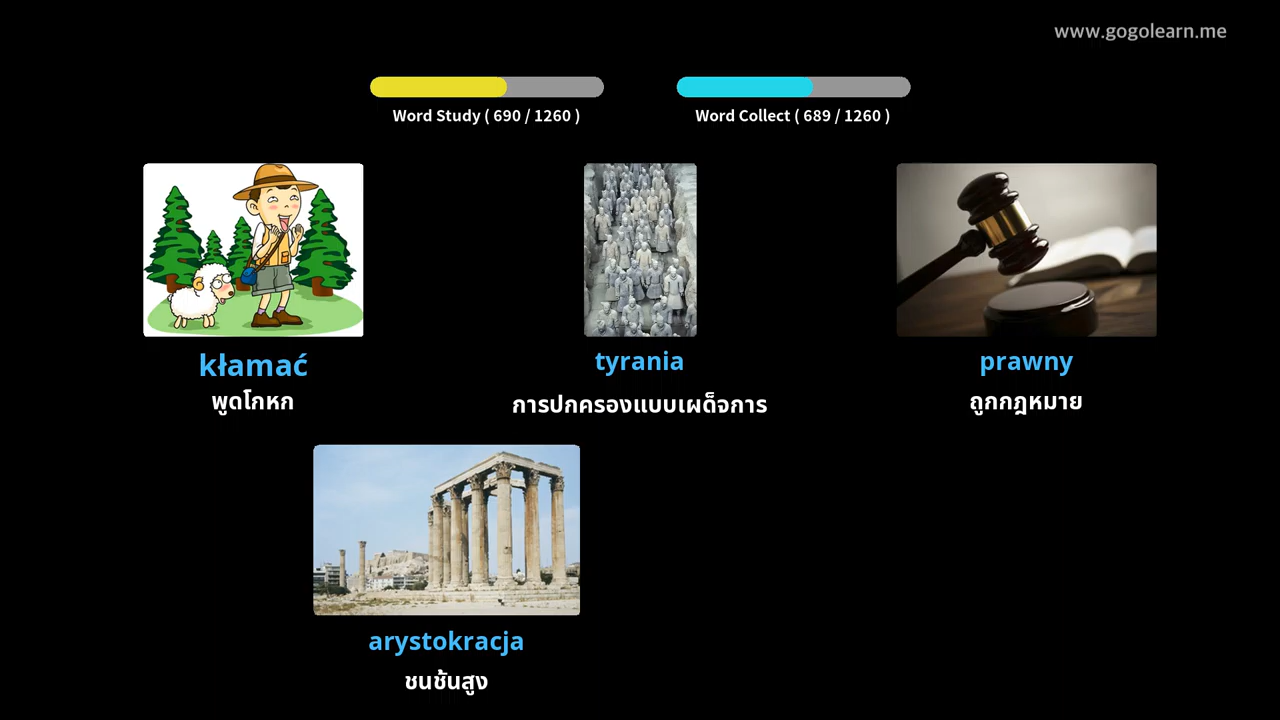 www.gogolearn.me
Word Study ( 690 / 1260 )
Word Collect ( 689 / 1260 )
kłamać
พูดโกหก
tyrania
การปกครองแบบเผด็จการ
prawny
ถูกกฎหมาย
arystokracja
ชนชั้นสูง